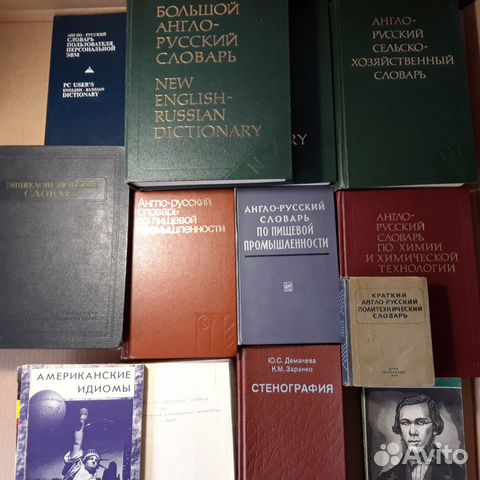 АНГЛО-РУССКИЙ
СЛОВАРЬ
ПОЛЬЗОВАТЕЛЯ
ПЕРСОНАЛЬНОЙ
ЭВМ
PC USER'S
ENGLISH-RUSSIAN
DICTIONARY
БОЛЬШОЙ
АНГЛО-
РУССКИЙ
СЛОВАРЬ
NEW
ENGLISH-
RUSSIAN
DICTIONARY
АНГЛО-
РУССКИЙ
СЕЛЬСКО-
ХОЗЯЙСТВЕННЫЙ
СЛОВАРЬ
ЭНЦИКЛОПЕДИЧЕСКИЙ
СЛОВАРЬ
Англо-русский
словарь
по пищевой
промышленности
АНГЛО-РУССКИЙ
СЛОВАРЬ
ПО ПИЩЕВОЙ
ПРОМЫШЛЕННОСТИ
АНГЛО-
РУССКИЙ
СЛОВАРЬ
ПО ХИМИИ
И ХИМИЧЕСКОЙ
ТЕХНОЛОГИИ
КРАТКИЙ
АНГЛО-РУССКИЙ
ПОЛИТЕХНИЧЕСКИЙ
СЛОВАРЬ
АМЕРИКАНСКИЕ
ИДИОМЫ
Ю.С. Демачева
Н.М. Заранко
СТЕНОГРАФИЯ
Avito